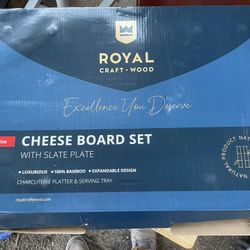 ROYAL
CRAFT • WOOD
Excellence You Deserve
CHEESE BOARD SET
WITH SLATE PLATE
• LUXURIOUS • 100% BAMBOO • EXPANDABLE DESIGN
CHARCUTERIE PLATTER & SERVING TRAY
royalcraftwood.com
NATURAL PRODUCT